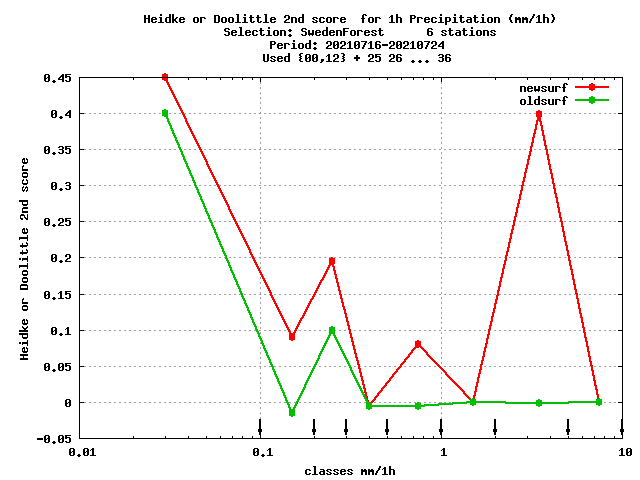 Heidke or Doolittle 2nd score  for 1h Precipitation (mm/1h)
Selection: SwedenForest      6 stations
Period: 20210716-20210724
Used {00,12} + 25 26 ... 36
newsurf
oldsurf
0.45
0.4
0.35
0.3
0.25
0.2
0.15
0.1
0.05
0
-0.05
Heidke or Doolittle 2nd score
0.01 0.1 1 10
classes mm/1h